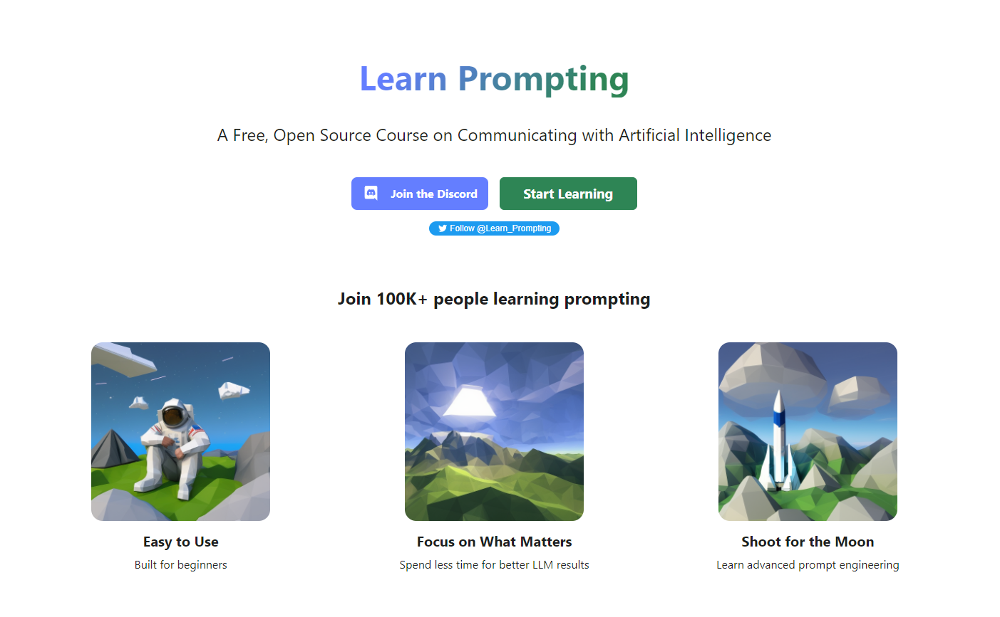 Learn Prompting
A Free, Open Source Course on Communicating with Artificial Intelligence
Join the Discord
Start Learning
Follow @Learn_Prompting
Join 100K+ people learning prompting
Easy to Use
Built for beginners
Focus on What Matters
Spend less time for better LLM results
Shoot for the Moon
Learn advanced prompt engineering